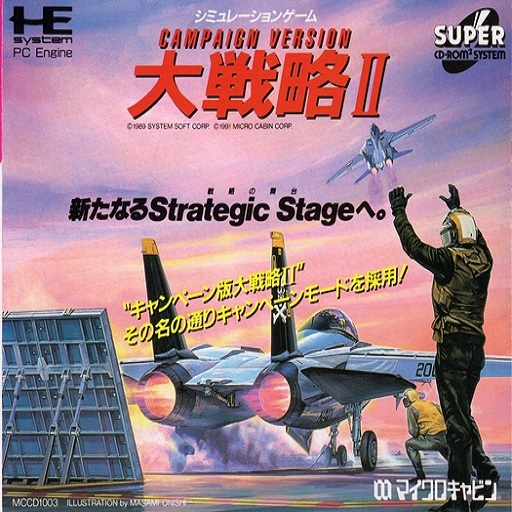 シミュレーションゲーム
HE
system
PC Engine
CAMPAIGN VERSION
SUPER
CD-ROM² SYSTEM
大戦略II
©1989 SYSTEM SOFT CORP. ©1991 MICRO CABIN CORP.
戦略の舞台
新たなるStrategic Stageへ。
"キャンペーン版大戦略II"
その名の通りキャンペーンモードを採用!
201
マイクロキャビン
MCCD1003 ILLUSTRATION by MASAMI ONISHI